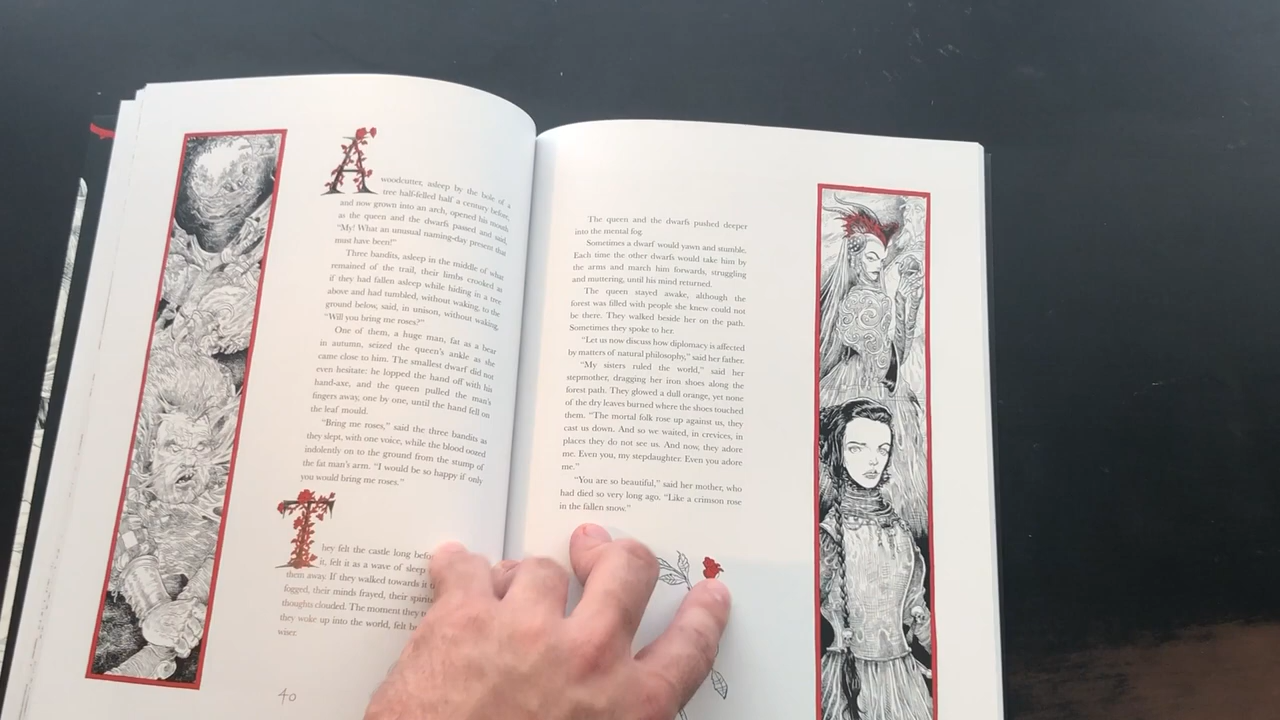 A
woodcutter, asleep by the bole of a
tree half-felled half a century before,
and now grown into an arch, opened his mouth
as the queen and the dwarfs passed and said,
“My! What an unusual naming-day present that
must have been!”
Three bandits, asleep in the middle of what
remained of the trail, their limbs crooked as
if they had fallen asleep while hiding in a tree
above and had tumbled, without waking, to the
ground below, said, in unison, without waking,
“Will you bring me roses?”
One of them, a huge man, fat as a bear
in autumn, seized the queen’s ankle as she
came close to him. The smallest dwarf did not
even hesitate: he lopped the hand off with his
hand-axe, and the queen pulled the man’s
fingers away, one by one, until the hand fell on
the leaf mould.
“Bring me roses,” said the three bandits as
they slept, with one voice, while the blood oozed
indolently on to the ground from the stump of
the fat man’s arm. “I would be so happy if only
you would bring me roses.”
T
hey felt the castle long
it, felt it as a wave of sleep
them away. If they walked towards it
fogged, their minds frayed, their
thoughts clouded. The moment they
they woke up into the world, felt
wiser.
40
The queen and the dwarfs pushed deeper
into the mental fog.
Sometimes a dwarf would yawn and stumble.
Each time the other dwarfs would take him by
the arms and march him forwards, struggling
and muttering, until his mind returned.
The queen stayed awake, although the
forest was filled with people she knew could not
be there. They walked beside her on the path.
Sometimes they spoke to her.
“Let us now discuss how diplomacy is affected
by matters of natural philosophy,” said her father.
“My sisters ruled the world,” said her
stepmother, dragging her iron shoes along the
forest path. They glowed a dull orange, yet none
of the dry leaves burned where the shoes touched
them. “The mortal folk rose up against us, they
cast us down. And so we waited, in crevices, in
places they do not see us. And now, they adore
me. Even you, my stepdaughter. Even you adore
me.”
“You are so beautiful,” said her mother, who
had died so very long ago. “Like a crimson rose
in the fallen snow.”